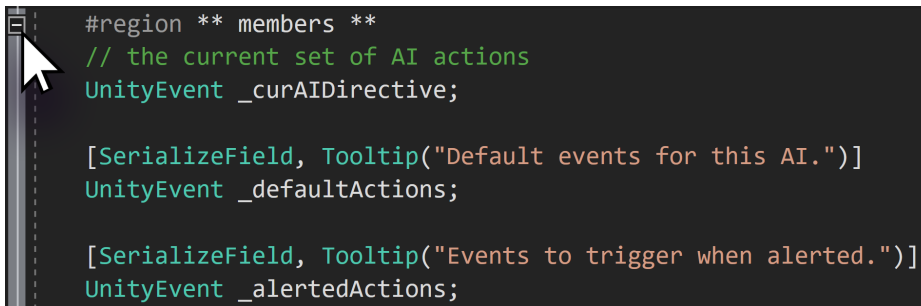 #region ** members **
// the current set of AI actions
UnityEvent _curAIDirective;
[SerializeField, Tooltip("Default events for this AI.")]
UnityEvent _defaultActions;
[SerializeField, Tooltip("Events to trigger when alerted.")]
UnityEvent _alertedActions;